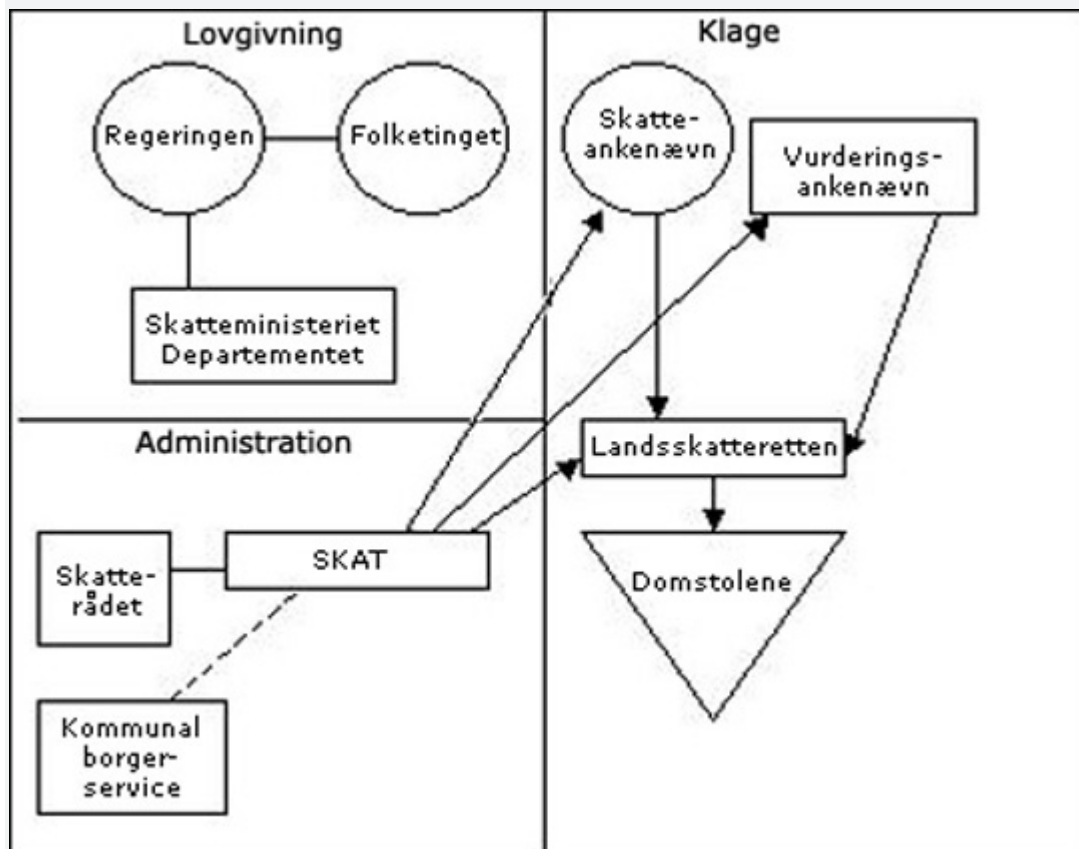 Lovgivning
Regeringen
Folketinget
Skatteministeriet
Departementet
Klage
Skatte-
ankenævn
Vurderings-
ankenævn
Landsskatteretten
Domstolene
Administration
Skatte-
rådet
SKAT
Kommunal
borger-
service